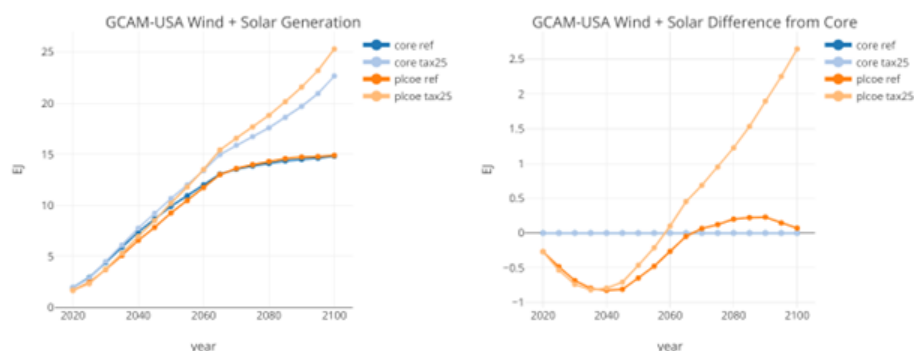 GCAM-USA Wind + Solar Generation
25
20
15
10
5
0
EJ
2020 2040 2060 2080 2100
year
core ref
core tax25
plcoe ref
plcoe tax25
GCAM-USA Wind + Solar Difference from Core
2.5
2
1.5
1
0.5
0
−0.5
−1
EJ
2020 2040 2060 2080 2100
year
core ref
core tax25
plcoe ref
plcoe tax25